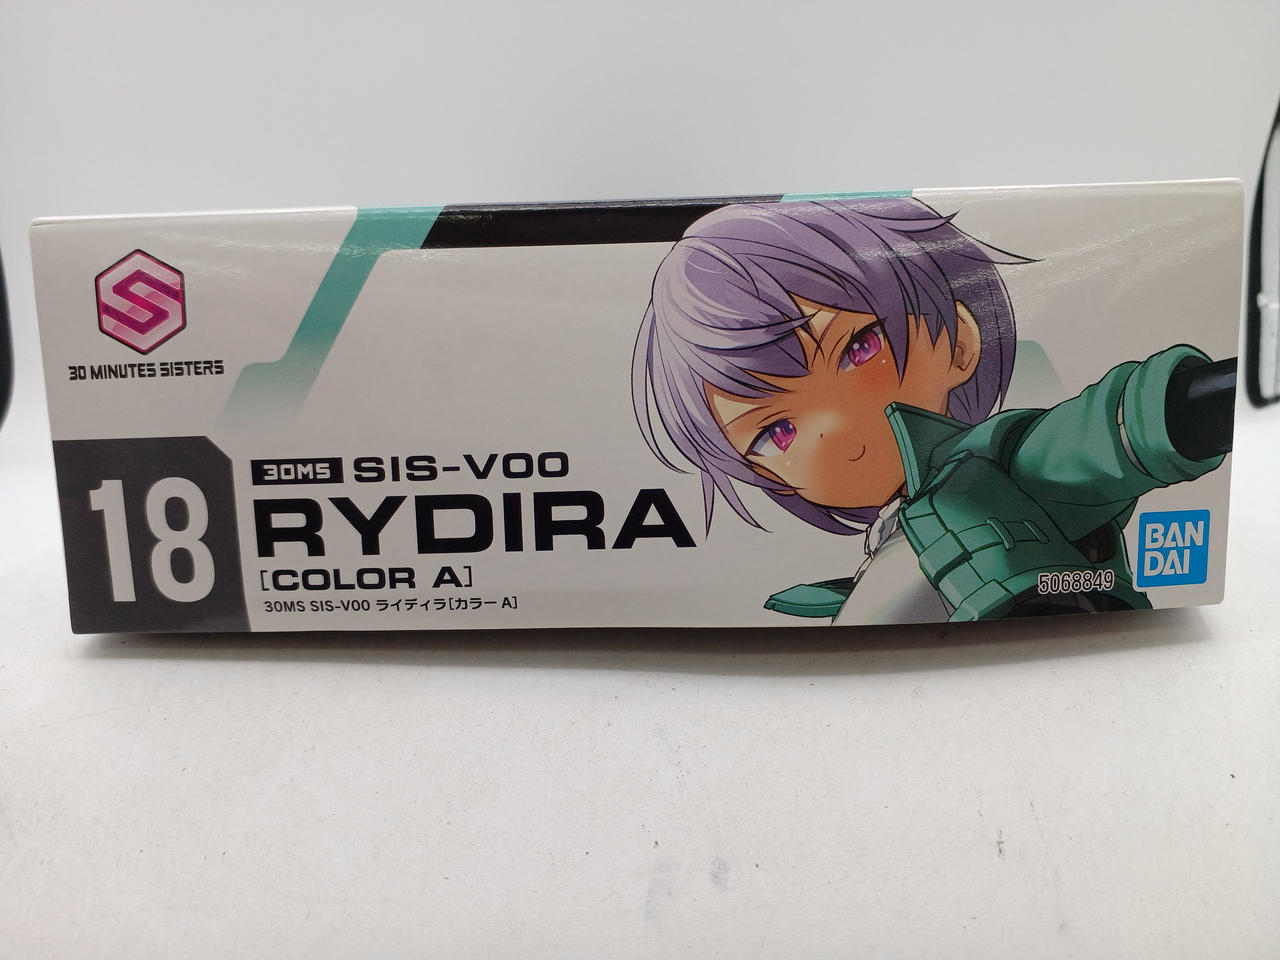 30 MINUTES SISTERS
18
30MS SIS-V00
RYDIRA
[COLOR A]
30MS SIS-V00 ライディラ[カラー A]
5068849
BAN
DAI